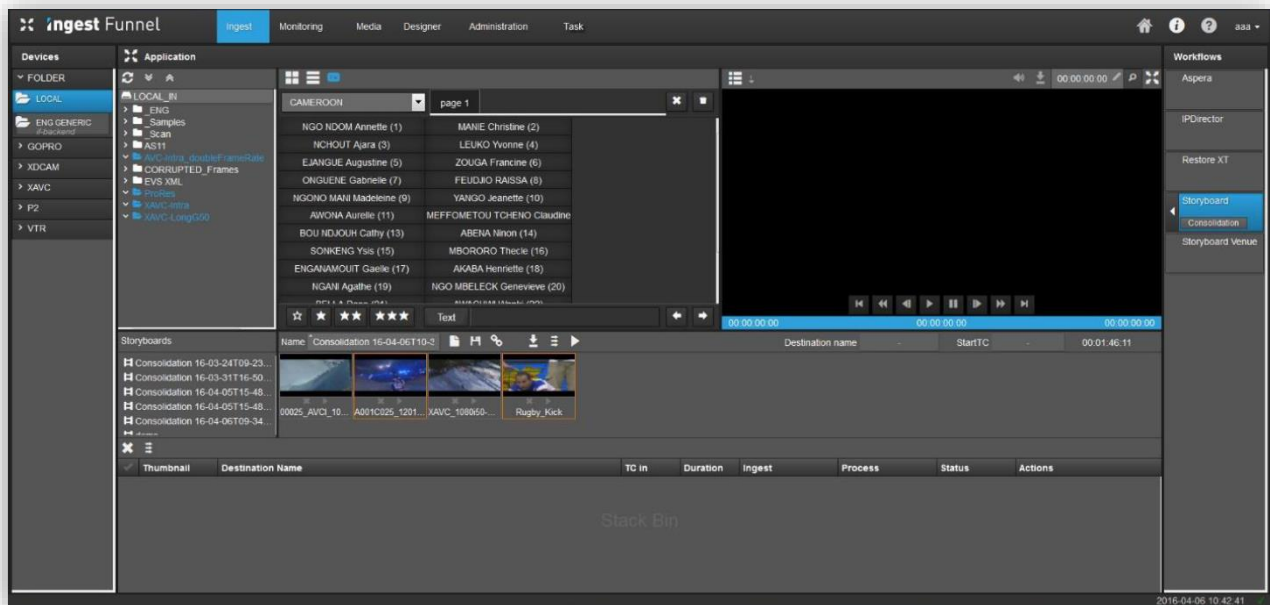 ingest Funnel
Ingest
Monitoring
Media
Designer
Administration
Task
aaa
Devices
FOLDER
LOCAL
ENG GENERIC
if-backend
GOPRO
XDCAM
XAVC
P2
VTR
Application
LOCAL_IN
_ENG
_Samples
_Scan
AS11
AVC-Intra_doubleFrameRate
CORRUPTED_Frames
EVS XML
ProRes
XAVC-Intra
XAVC-LongG50
CAMEROON
page 1
NGO NDOM Annette (1)
MANIE Christine (2)
NCHOUT Ajara (3)
LEUKO Yvonne (4)
EJANGUE Augustine (5)
ZOUGA Francine (6)
ONGUENE Gabrielle (7)
FEUDJIO RAISSA (8)
NGONO MANI Madeleine (9)
YANGO Jeanette (10)
AWONA Aurelle (11)
MEFFOMETOU TCHENO Claudine
BOU NDJOUH Cathy (13)
ABENA Ninon (14)
SONKENG Ysis (15)
MBORORO Thecle (16)
ENGANAMOUIT Gaelle (17)
AKABA Henriette (18)
NGANI Agathe (19)
NGO MBELECK Genevieve (20)
Text
00:00:00:00
00:00:00:00
00:00:00:00
00:00:00:00
Workflows
Aspera
IPDirector
Restore XT
Storyboard
Consolidation
Storyboard Venue
Storyboards
Consolidation 16-03-24T09-23...
Consolidation 16-03-31T16-50...
Consolidation 16-04-05T15-48...
Consolidation 16-04-05T15-48...
Consolidation 16-04-06T09-34...
Name *Consolidation 16-04-06T10-3
Destination name
-
StartTC
-
00:01:46:11
00025_AVCI_10...
A001C025_1201...
XAVC_1080i50-...
Rugby_Kick
Thumbnail
Destination Name
TC in
Duration
Ingest
Process
Status
Actions
Stack Bin
2016-04-06 10:42:41